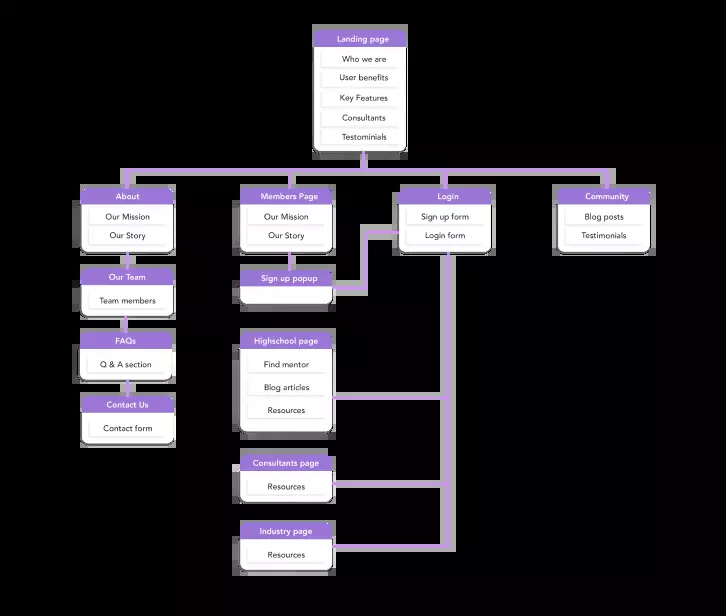 Landing page
Who we are
User benefits
Key Features
Consultants
Testominials
About
Our Mission
Our Story
Members Page
Our Mission
Our Story
Login
Sign up form
Login form
Community
Blog posts
Testimonials
Our Team
Team members
Sign up popup
FAQs
Q & A section
Contact Us
Contact form
Highschool page
Find mentor
Blog articles
Resources
Consultants page
Resources
Industry page
Resources